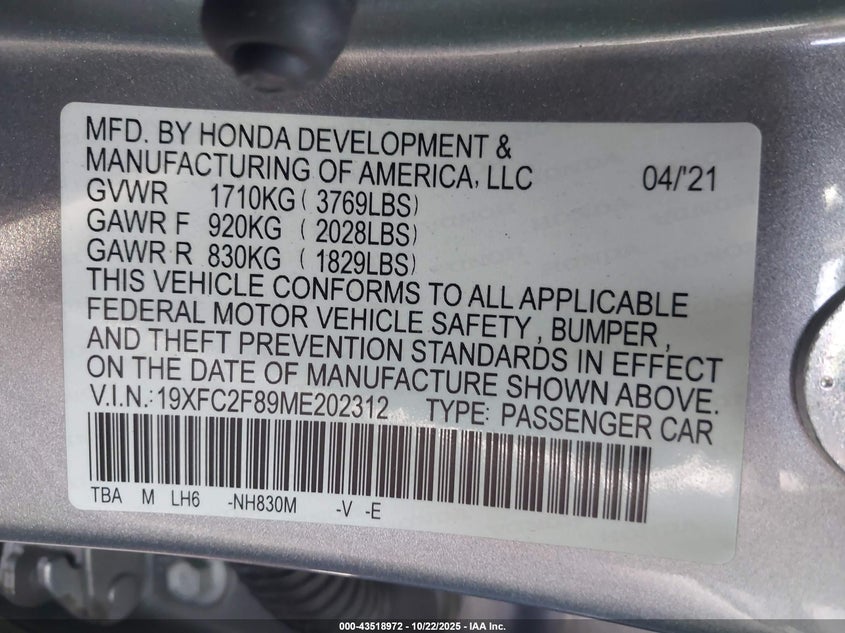 MFD. BY HONDA DEVELOPMENT &
MANUFACTURING OF AMERICA, LLC 04/'21
GVWR 1710KG ( 3769LBS)
GAWR F 920KG ( 2028LBS)
GAWR R 830KG ( 1829LBS)
THIS VEHICLE CONFORMS TO ALL APPLICABLE
FEDERAL MOTOR VEHICLE SAFETY , BUMPER ,
AND THEFT PREVENTION STANDARDS IN EFFECT
ON THE DATE OF MANUFACTURE SHOWN ABOVE.
V.I.N.: 19XFC2F89ME202312 TYPE: PASSENGER CAR
TBA M LH6 -NH830M -V -E
000-43518972 - 10/22/2025 - IAA Inc.